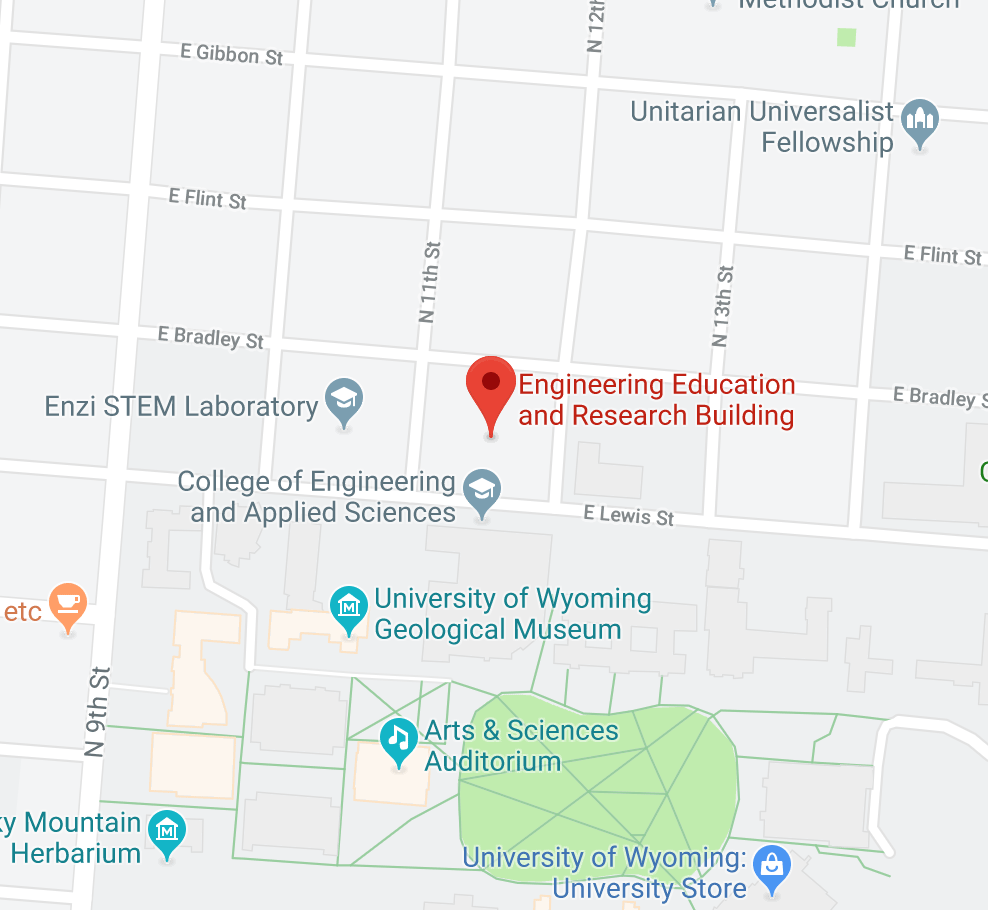 Methodist Church
N 12th
E Gibbon St
Unitarian Universalist
Fellowship
E Flint St
N 11th St
E Flint St
N 13th St
E Bradley St
Engineering Education
and Research Building
E Bradley S
Enzi STEM Laboratory
College of Engineering
and Applied Sciences
E Lewis St
University of Wyoming
Geological Museum
etc
N 9th St
Arts & Sciences
Auditorium
ky Mountain
Herbarium
University of Wyoming:
University Store